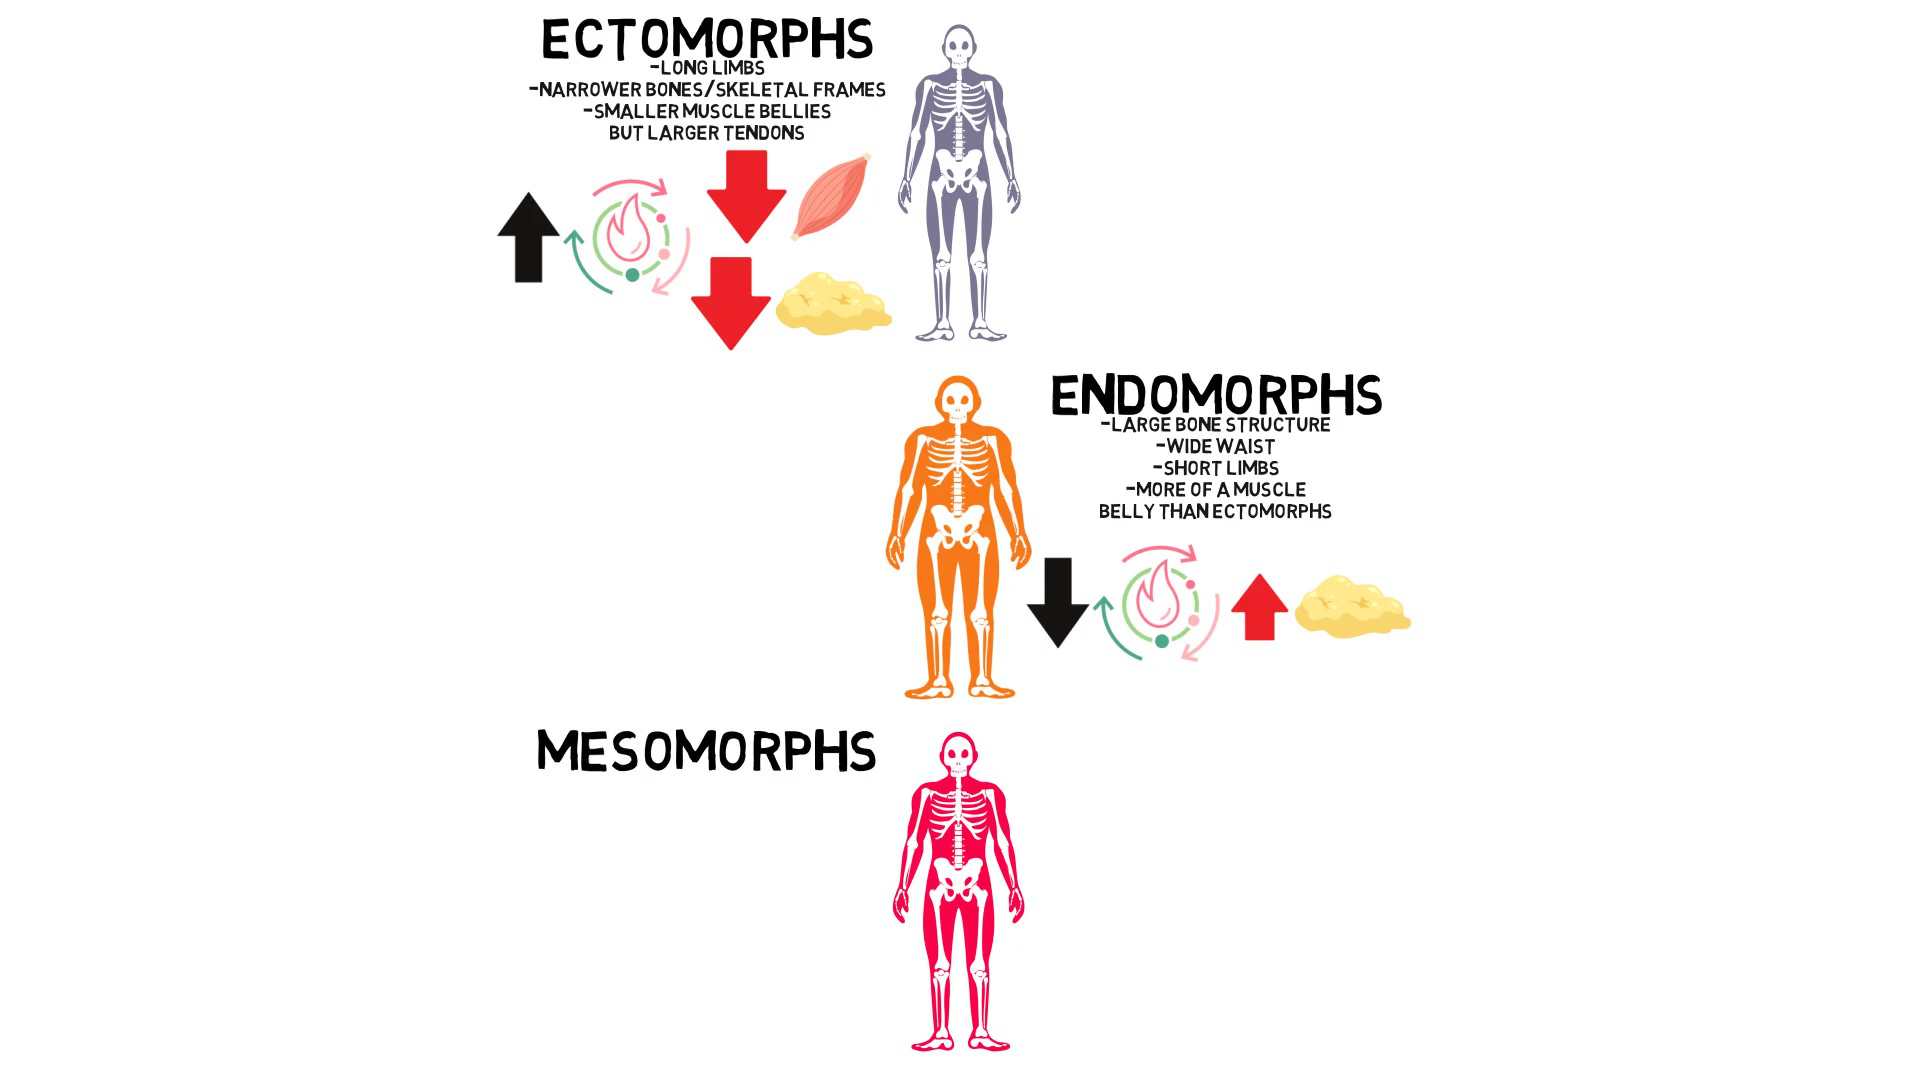 ECTOMORPHS
-LONG LIMBS
-NARROWER BONES/SKELETAL FRAMES
-SMALLER MUSCLE BELLIES
BUT LARGER TENDONS
ENDOMORPHS
-LARGE BONE STRUCTURE
-WIDE WAIST
-SHORT LIMBS
-MORE OF A MUSCLE
BELLY THAN ECTOMORPHS
MESOMORPHS